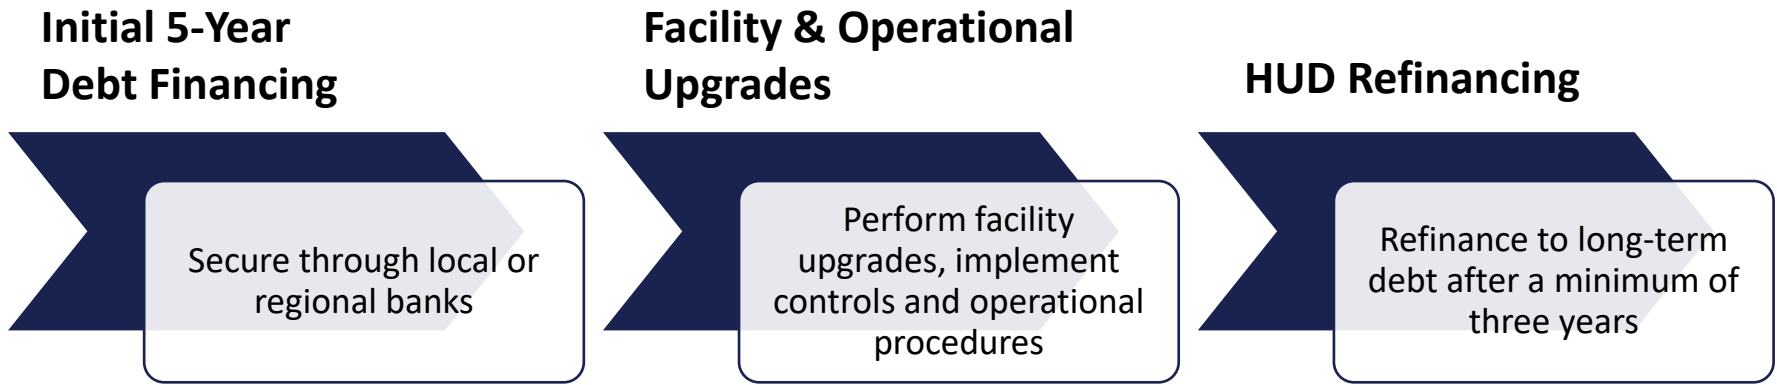 Initial 5-Year
Debt Financing
Secure through local or
regional banks
Facility & Operational
Upgrades
Perform facility
upgrades, implement
controls and operational
procedures
HUD Refinancing
Refinance to long-term
debt after a minimum of
three years